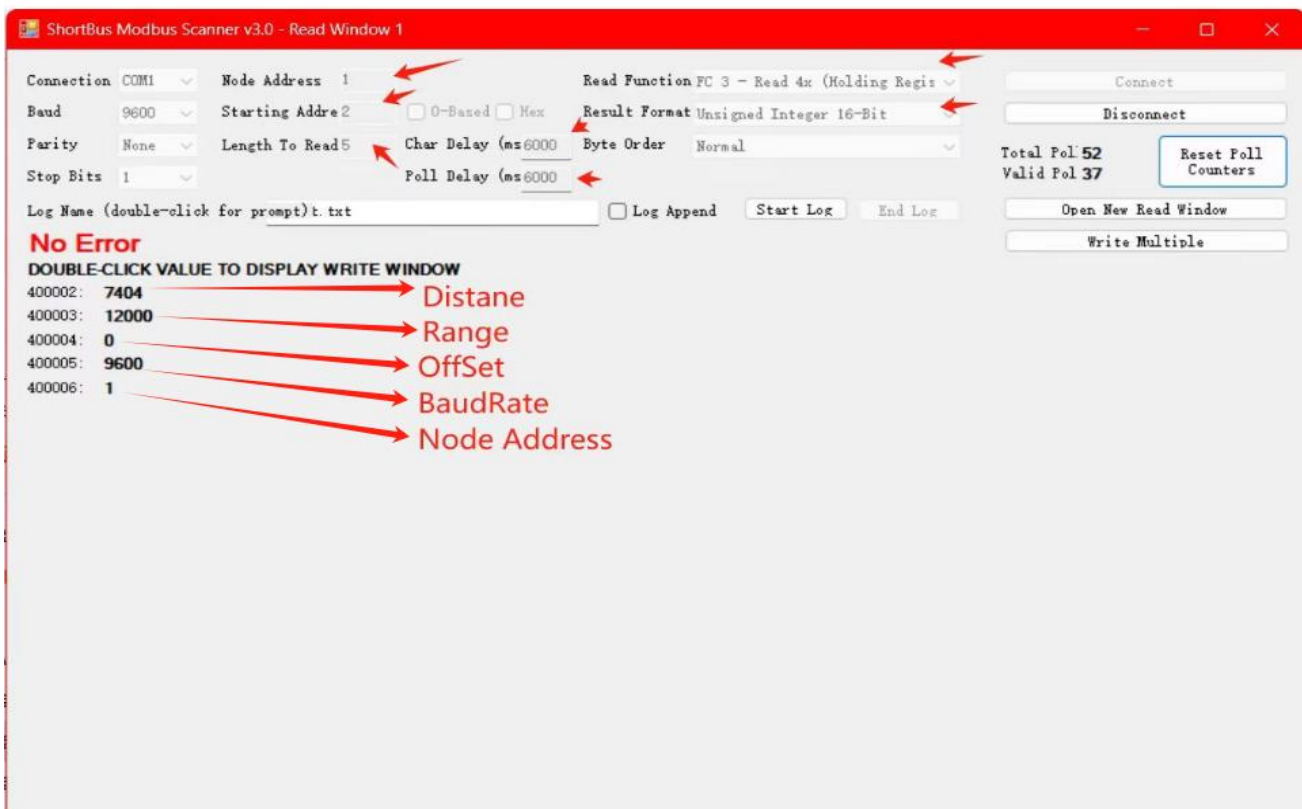 ShortBus Modbus Scanner v3.0 - Read Window 1
Connection COM1 Node Address 1 Read Function FC 3 - Read 4x (Holding Regis Connect
Baud 9600 Starting Addre 2 0-Based Hex Result Format Unsigned Integer 16-Bit Disconnect
Parity None Length To Read 5 Char Delay (ms 6000 Byte Order Normal Total Pol 52 Reset Poll Counters
Stop Bits 1 Poll Delay (ms 6000 Valid Pol 37
Log Name (double-click for prompt) t.txt Log Append Start Log End Log Open New Read Window
No Error Write Multiple
DOUBLE-CLICK VALUE TO DISPLAY WRITE WINDOW
400002: 7404 Distane
400003: 12000 Range
400004: 0 OffSet
400005: 9600 BaudRate
400006: 1 Node Address